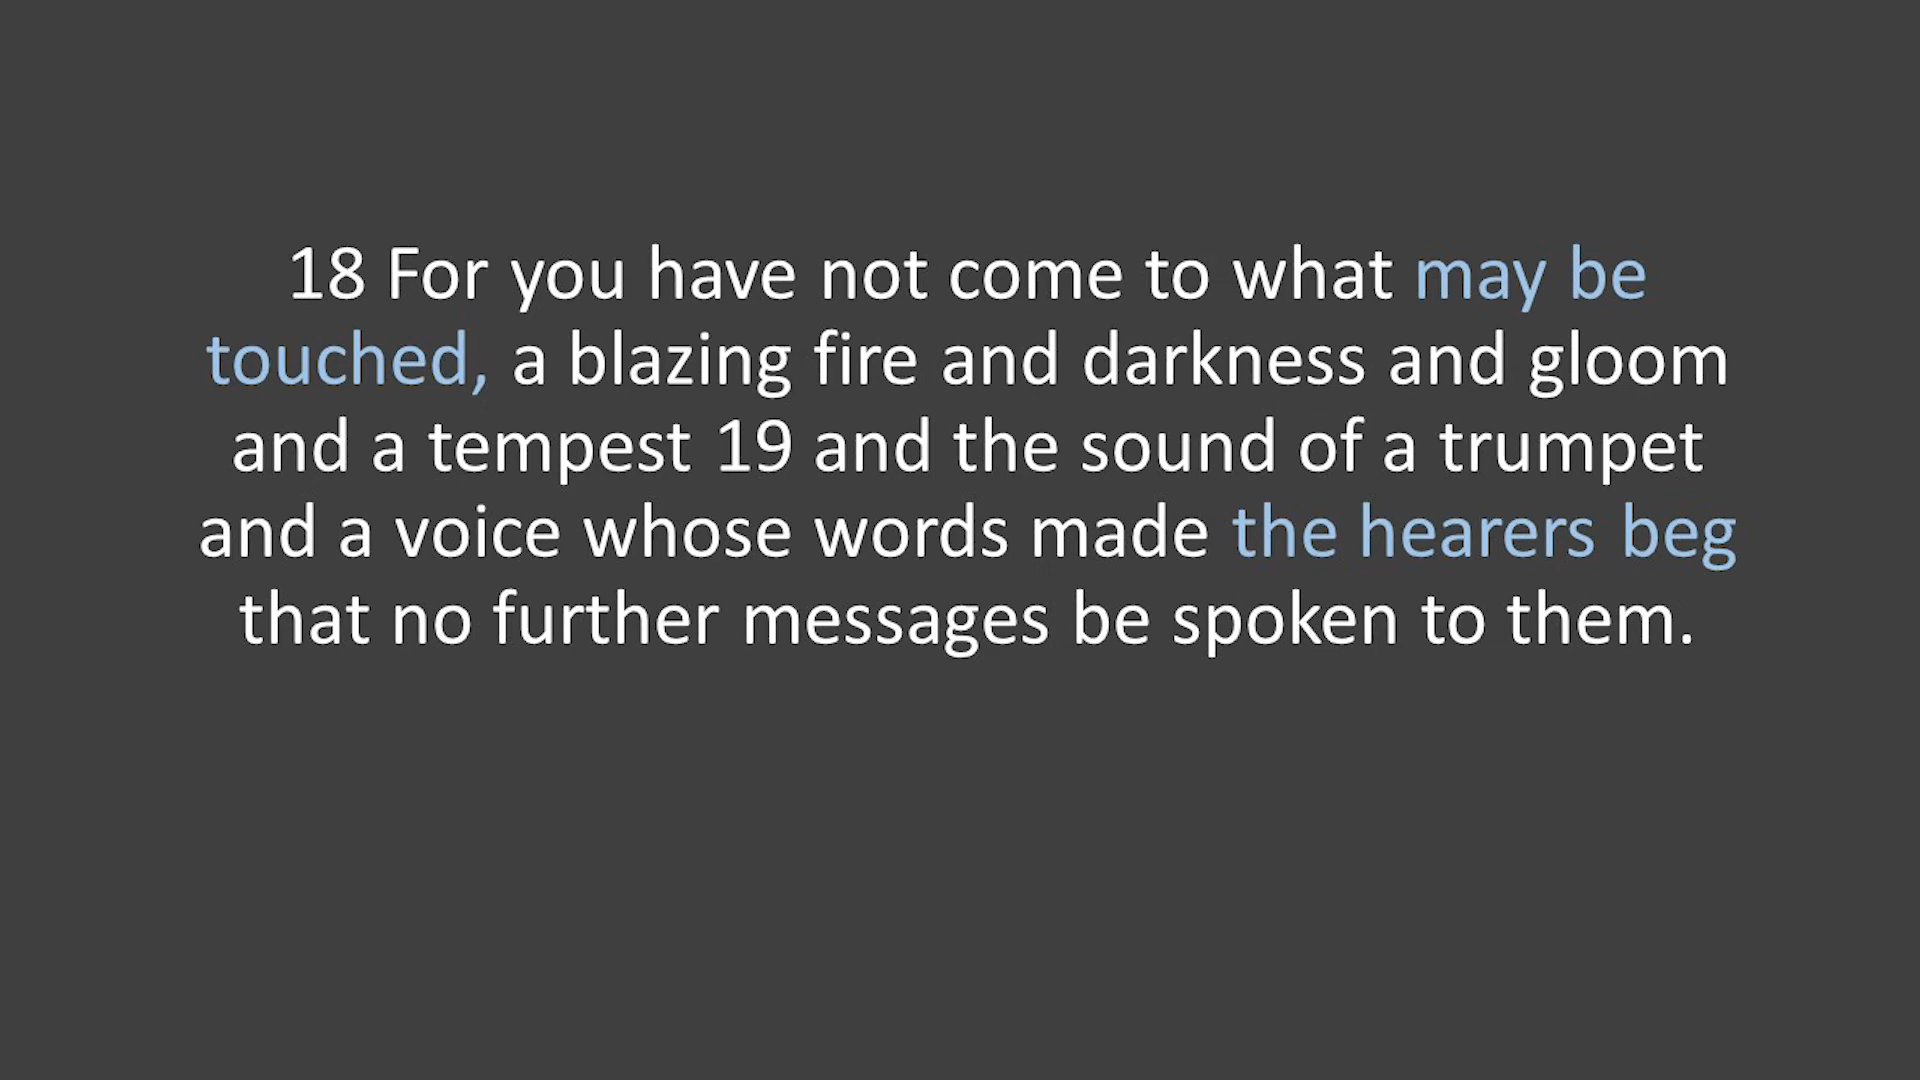 18 For you have not come to what may be
touched, a blazing fire and darkness and gloom
and a tempest 19 and the sound of a trumpet
and a voice whose words made the hearers beg
that no further messages be spoken to them.